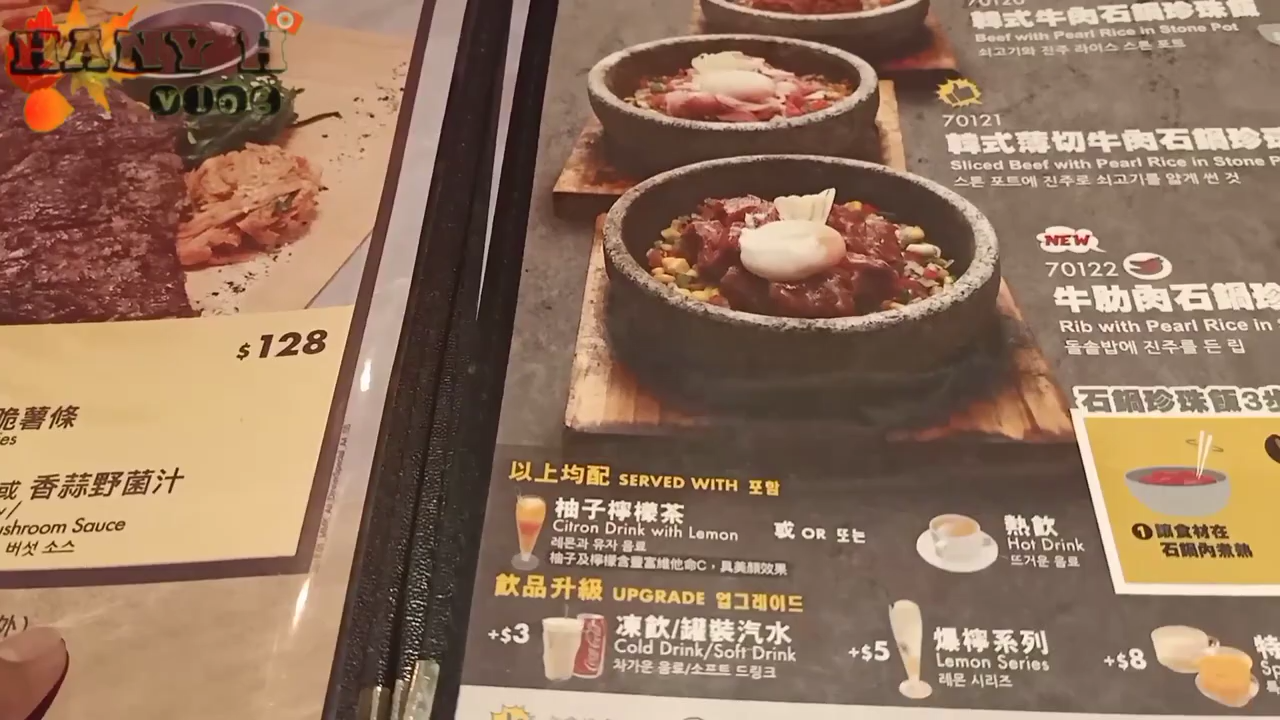 HANY H
vlog
$128
脆薯條
或 香蒜野菌汁
ushroom Sauce
버섯 소스
外)
70120
韓式牛肉石鍋珍珠飯
Beef with Pearl Rice in Stone Pot
쇠고기와 진주 라이스 스톤 포트
70121
韓式薄切牛肉石鍋珍珠
Sliced Beef with Pearl Rice in Stone P
스톤 포트에 진주로 쇠고기를 얇게 썬 것
NEW
70122
牛肋肉石鍋珍
Rib with Pearl Rice in
돌솥밥에 진주를 든 립
石鍋珍珠飯3步
1 讓食材在
石鍋內煮熟
以上均配 SERVED WITH 포함
柚子檸檬茶
Citron Drink with Lemon
레몬과 유자 음료
柚子及檸檬含豐富維他命C，具美顏效果
或 OR 또는
熱飲
Hot Drink
뜨거운 음료
飲品升級 UPGRADE 업그레이드
+$3
凍飲/罐裝汽水
Cold Drink/Soft Drink
차가운 음료/소프트 드링크
+$5
爆檸系列
Lemon Series
레몬 시리즈
+$8
特
Sp